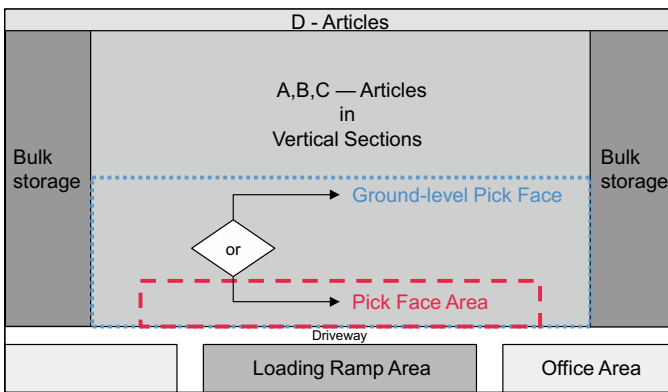 D - Articles
A,B,C — Articles
in
Vertical Sections
Bulk
storage
Bulk
storage
Ground-level Pick Face
or
Pick Face Area
Driveway
Loading Ramp Area
Office Area